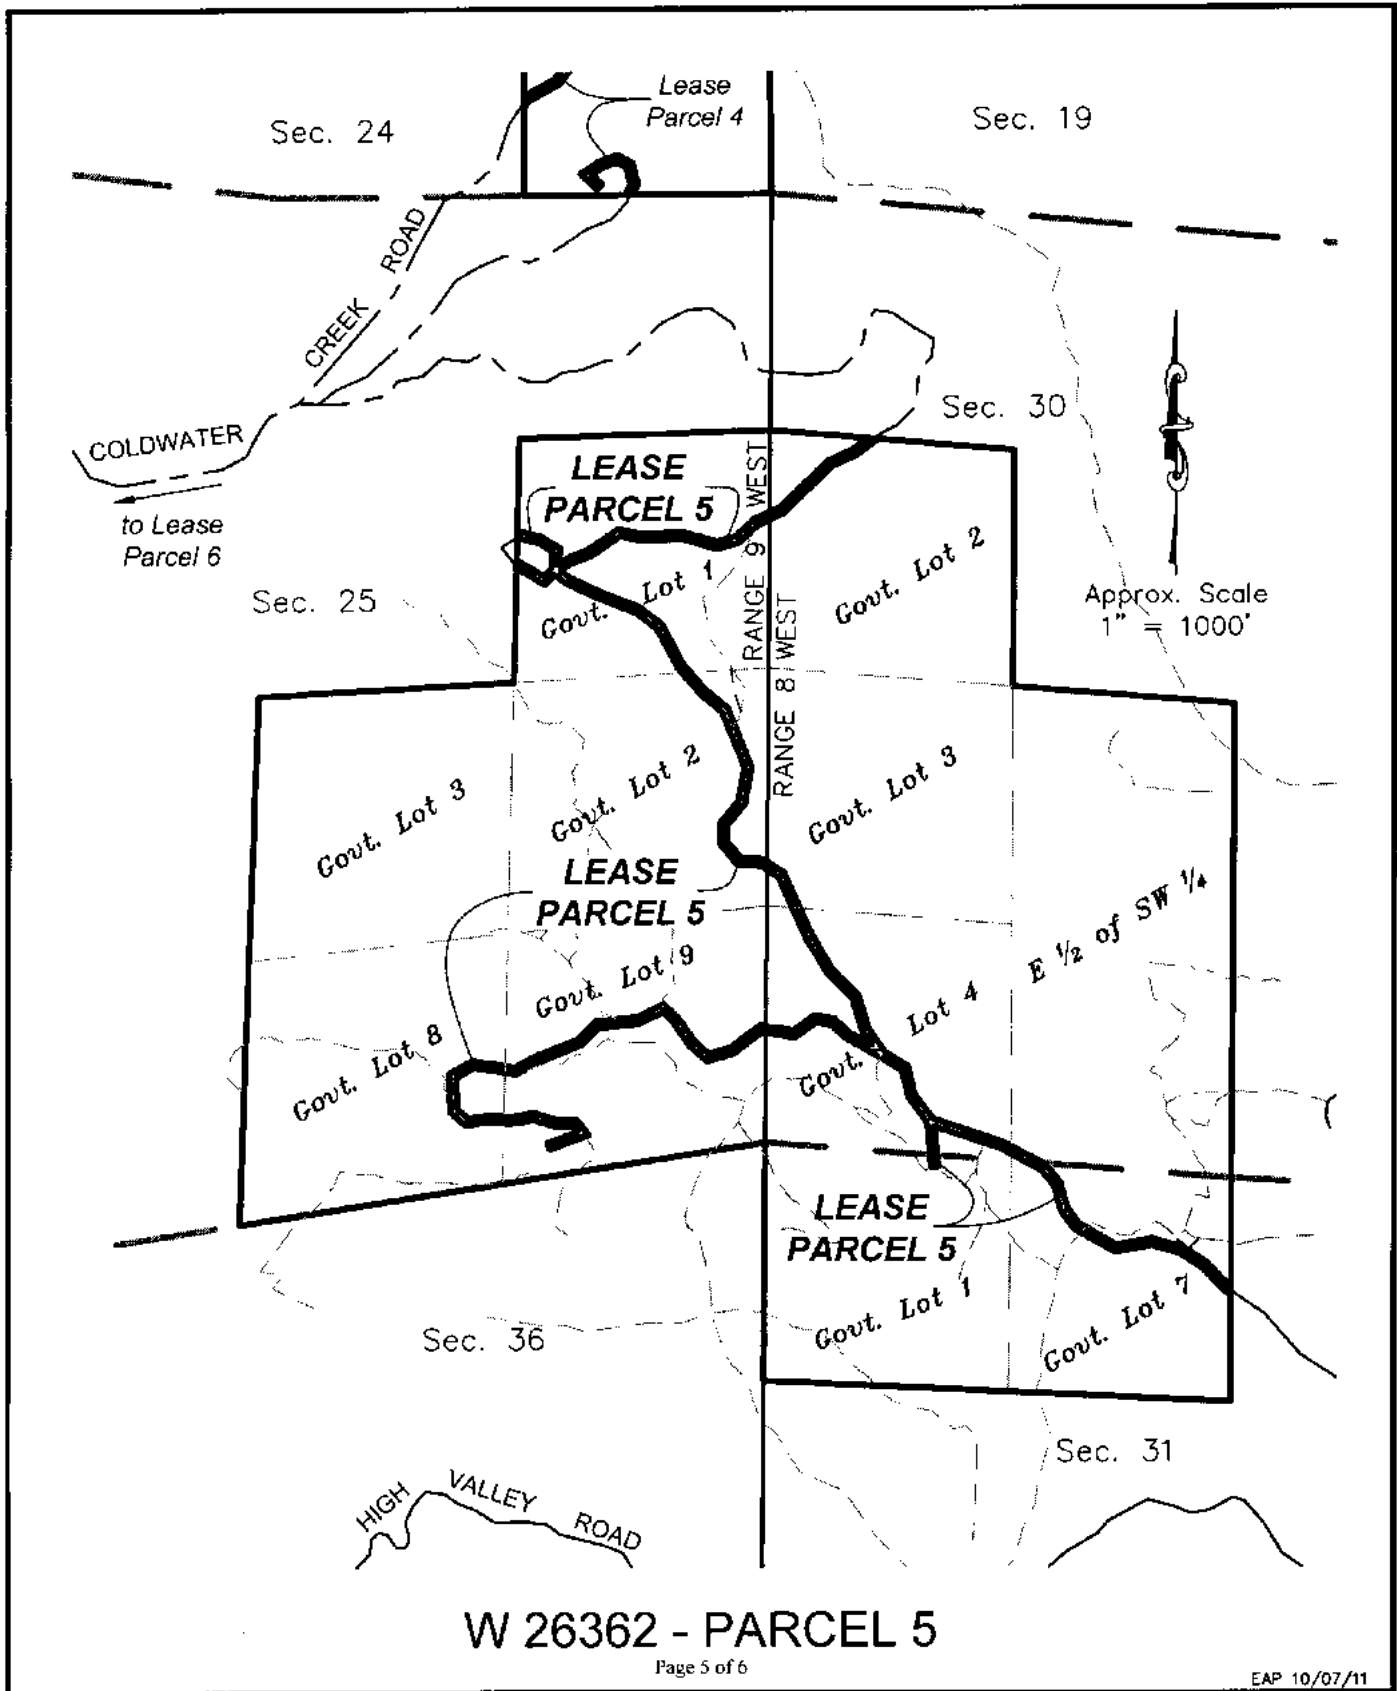 Lease
Parcel 4
Sec. 24
Sec. 19
CREEK ROAD
COLDWATER
to Lease
Parcel 6
Sec. 30
LEASE
PARCEL 5
RANGE 9 WEST
RANGE 8 WEST
Govt. Lot 1
Govt. Lot 2
Sec. 25
Approx. Scale
1" = 1000'
Govt. Lot 3
Govt. Lot 2
Govt. Lot 3
LEASE
PARCEL 5
E 1/2 of SW 1/4
Govt. Lot 9
Govt. Lot 8
Govt. Lot 4
LEASE
PARCEL 5
Govt. Lot 1
Govt. Lot 7
Sec. 36
Sec. 31
HIGH VALLEY ROAD
W 26362 - PARCEL 5
Page 5 of 6
EAP 10/07/11